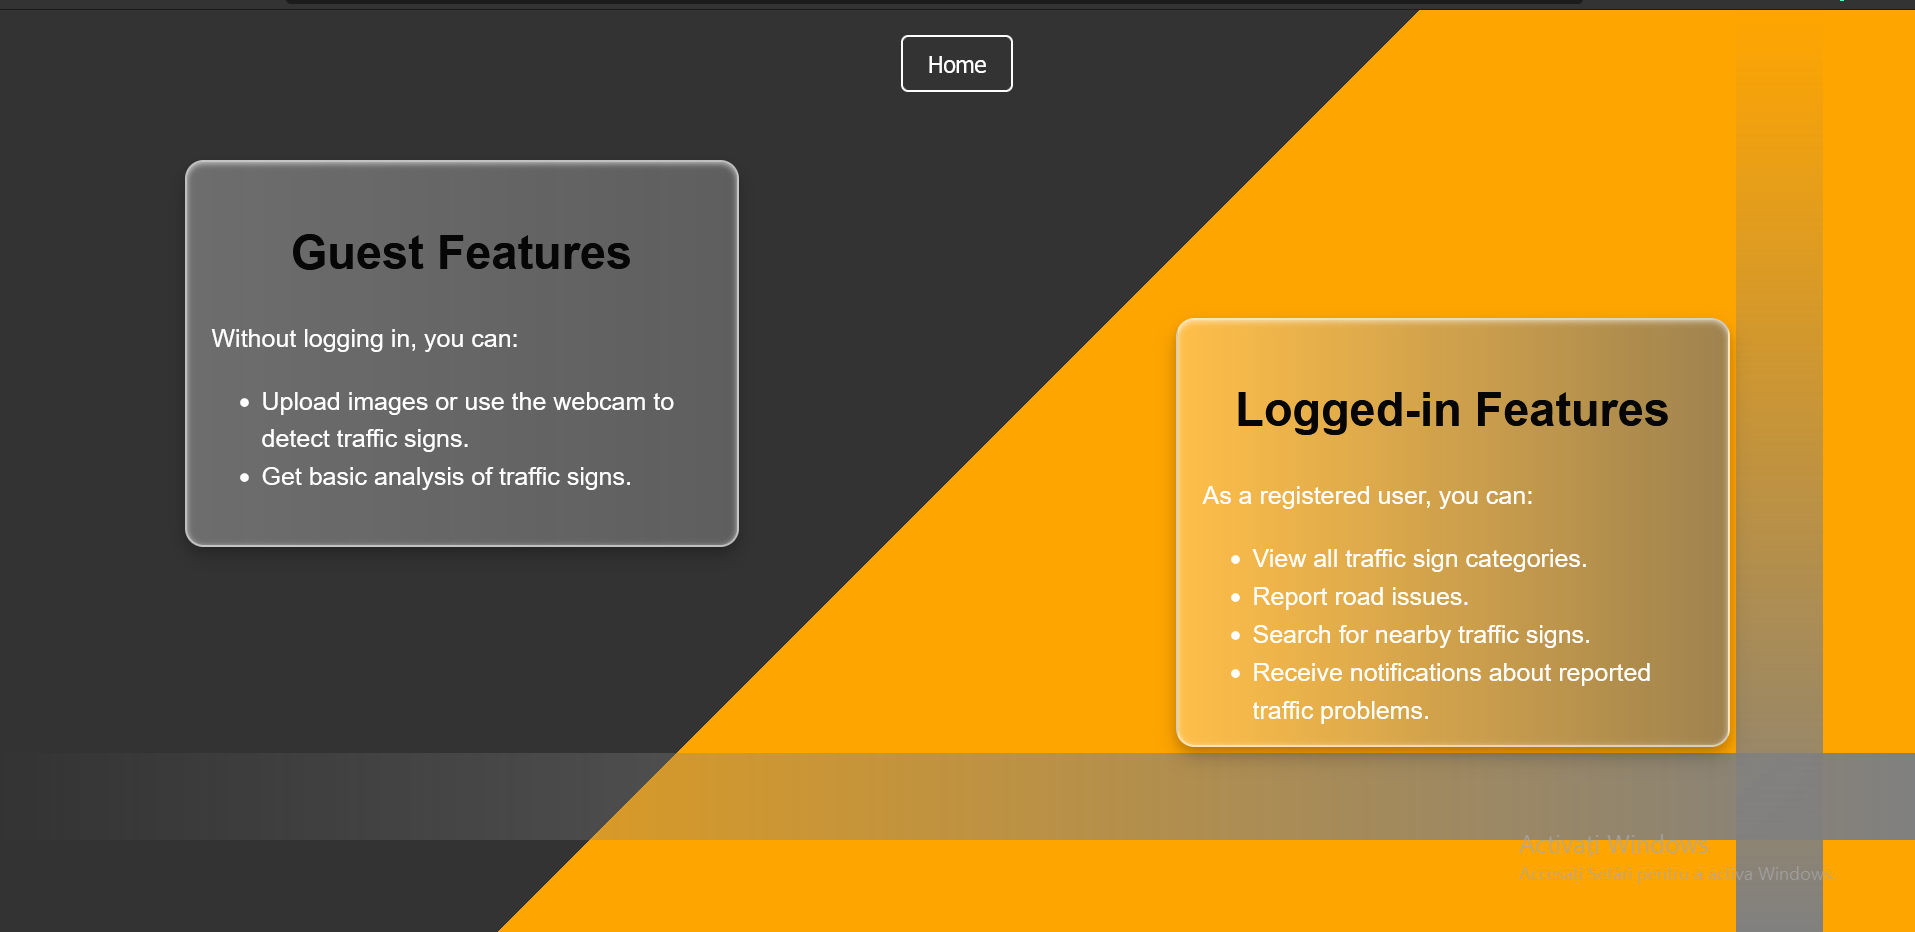 Home
Guest Features
Without logging in, you can:
Upload images or use the webcam to
detect traffic signs.
Get basic analysis of traffic signs.
Logged-in Features
As a registered user, you can:
View all traffic sign categories.
Report road issues.
Search for nearby traffic signs.
Receive notifications about reported
traffic problems.
Activați Windows
Accesați Setări pentru a activa Windows.